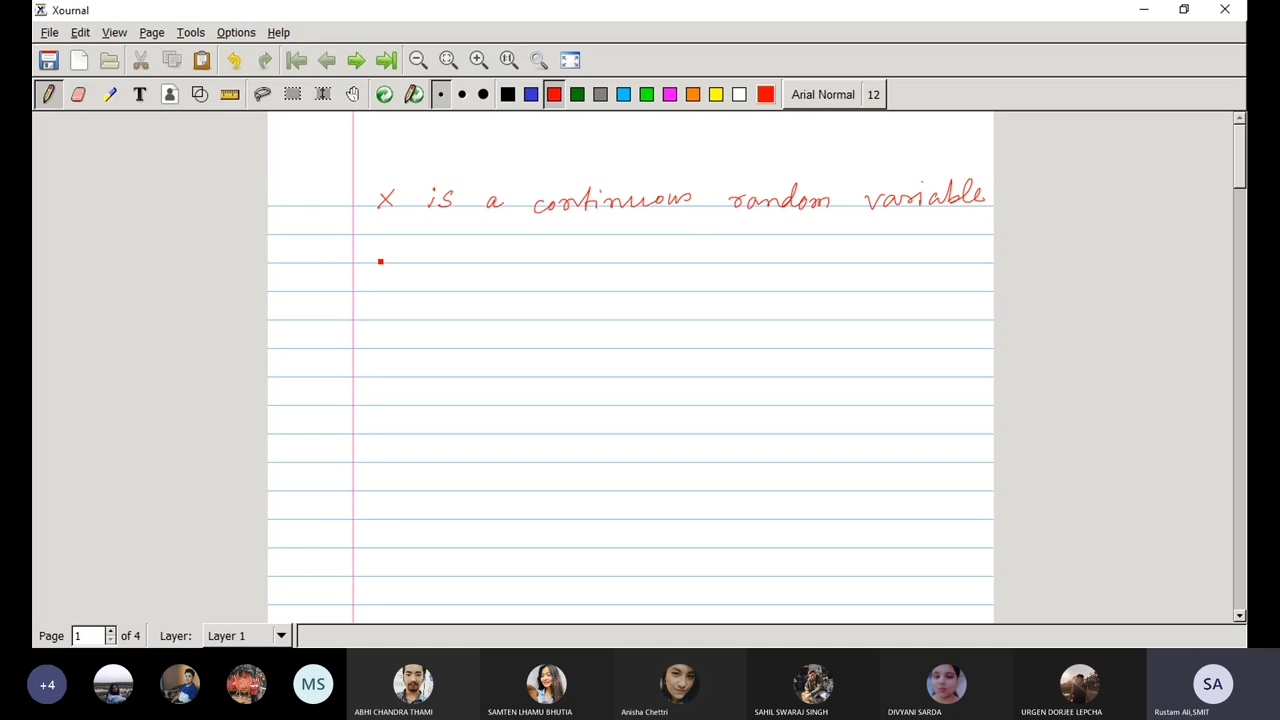 Xournal
File Edit View Page Tools Options Help
Arial Normal 12
X is a continuous random variable
Page 1 of 4 Layer: Layer 1
+4 MS SA
ABHI CHANDRA THAMI SAMTEN LHAMU BHUTIA Anisha Chettri SAHIL SWARAJ SINGH DIVYANI SARDA URGEN DORJEE LEPCHA Rustam Ali,SMIT